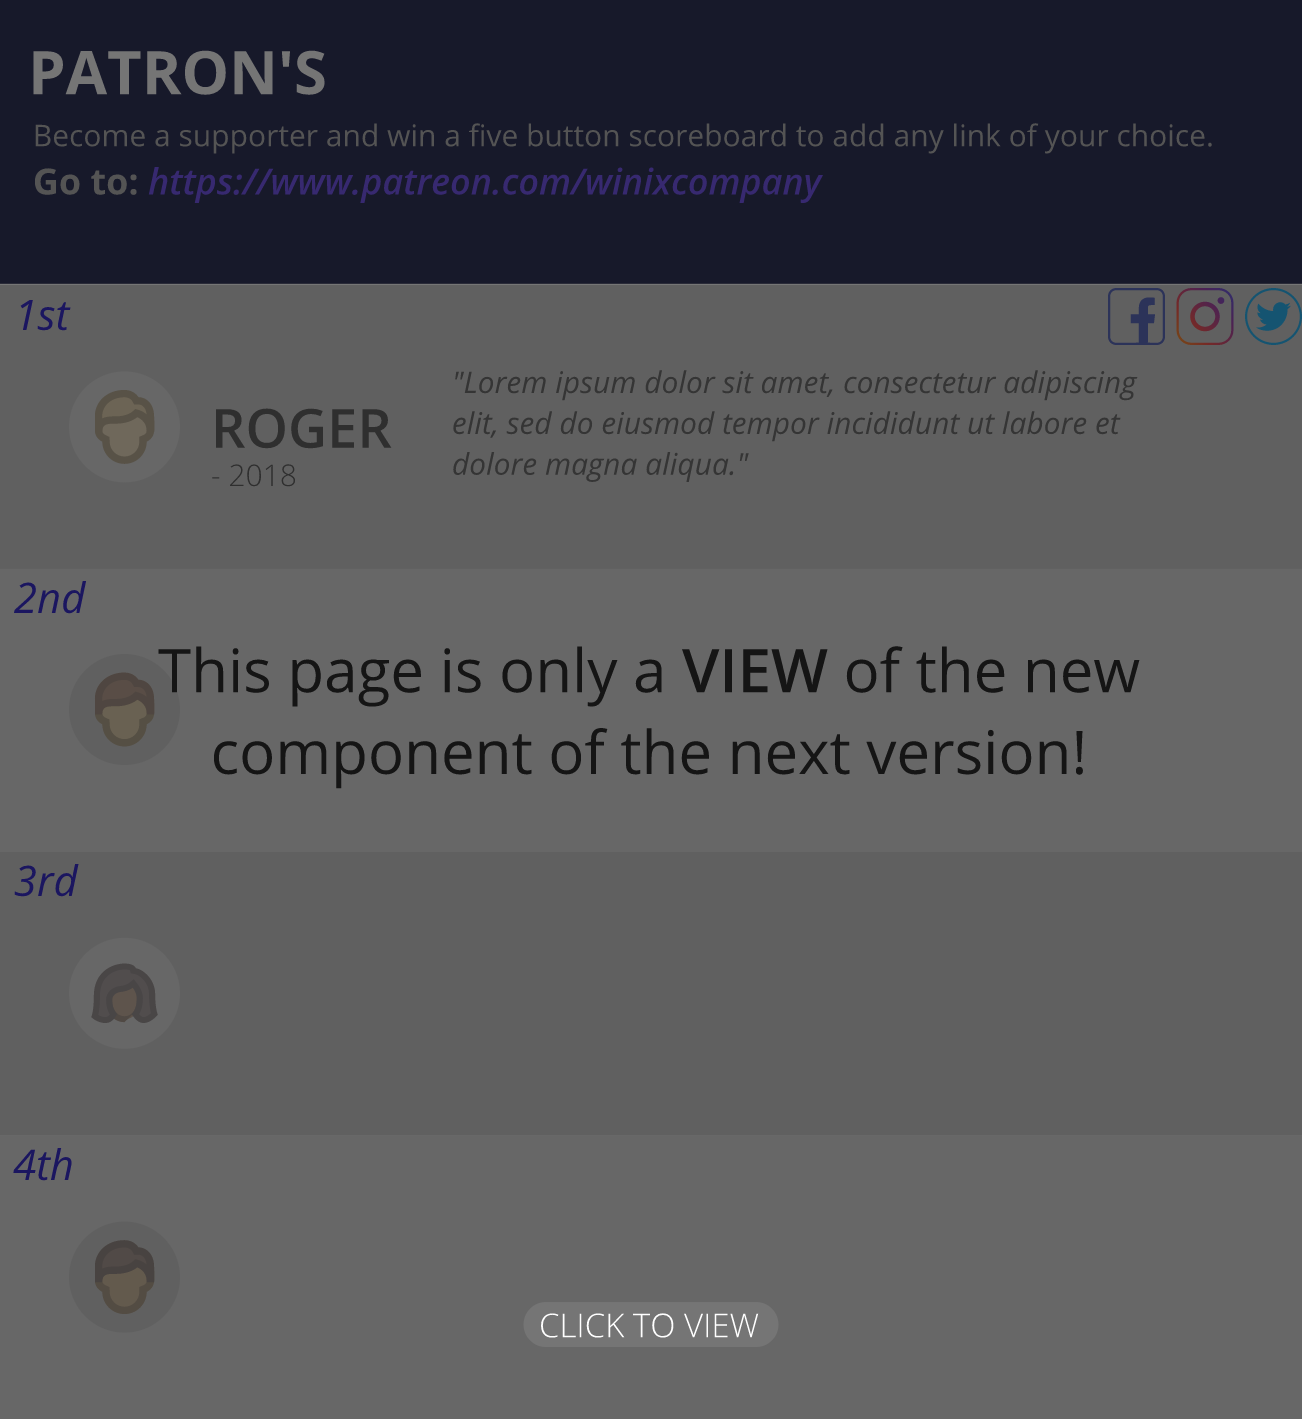 PATRON'S
Become a supporter and win a five button scoreboard to add any link of your choice.
Go to: https://www.patreon.com/winixcompany
1st
"Lorem ipsum dolor sit amet, consectetur adipiscing
elit, sed do eiusmod tempor incididunt ut labore et
dolore magna aliqua."
ROGER
- 2018
2nd
This page is only a VIEW of the new
component of the next version!
3rd
4th
CLICK TO VIEW